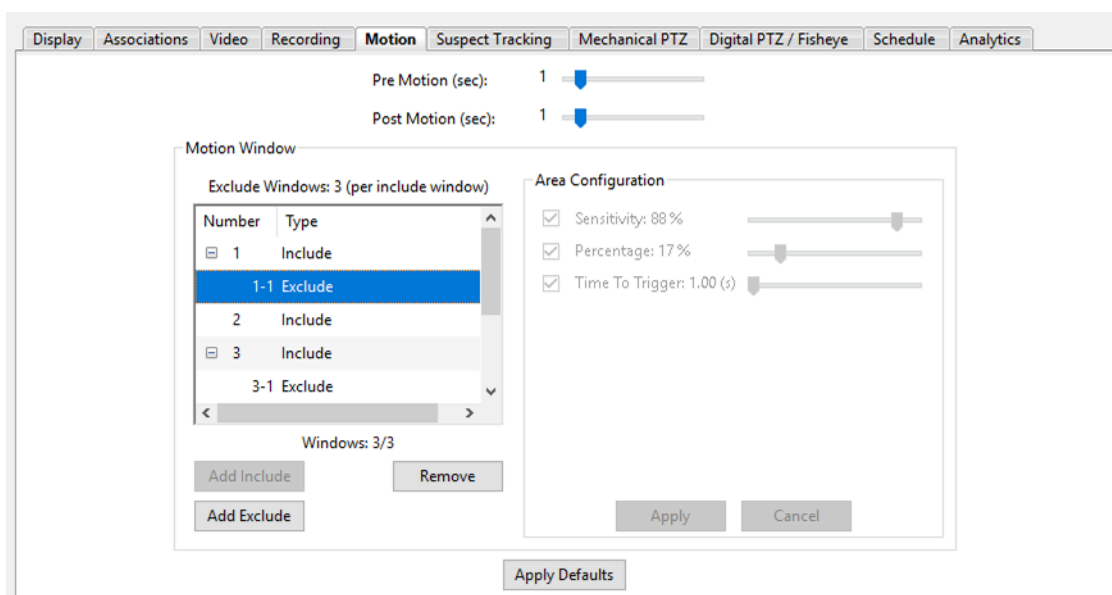 Display Associations Video Recording Motion Suspect Tracking Mechanical PTZ Digital PTZ / Fisheye Schedule Analytics
Pre Motion (sec): 1
Post Motion (sec): 1
Motion Window
Exclude Windows: 3 (per include window)
Number Type
1 Include
1-1 Exclude
2 Include
3 Include
3-1 Exclude
Windows: 3/3
Add Include Remove
Add Exclude
Area Configuration
Sensitivity: 88 %
Percentage: 17 %
Time To Trigger: 1.00 (s)
Apply Cancel
Apply Defaults